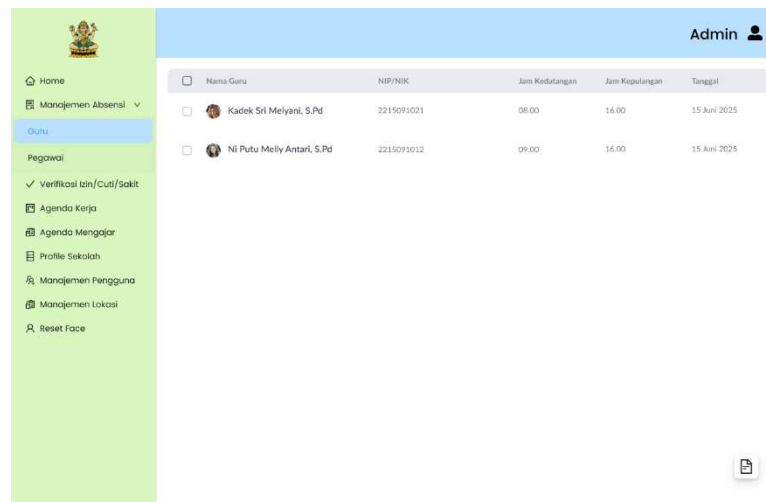 Admin
Home
Manajemen Absensi
Guru
Pegawai
Verifikasi Izin/Cuti/Sakit
Agenda Kerja
Agenda Mengajar
Profile Sekolah
Manajemen Pengguna
Manajemen Lokasi
Reset Face
Nama Guru NIP/NIK Jam Kedatangan Jam Kepulangan Tanggal
Kadek Sri Meiyani, S.Pd 2215091021 08.00 16.00 15 Juni 2025
Ni Putu Melly Antari, S.Pd 2215091012 09.00 16.00 15 Juni 2025